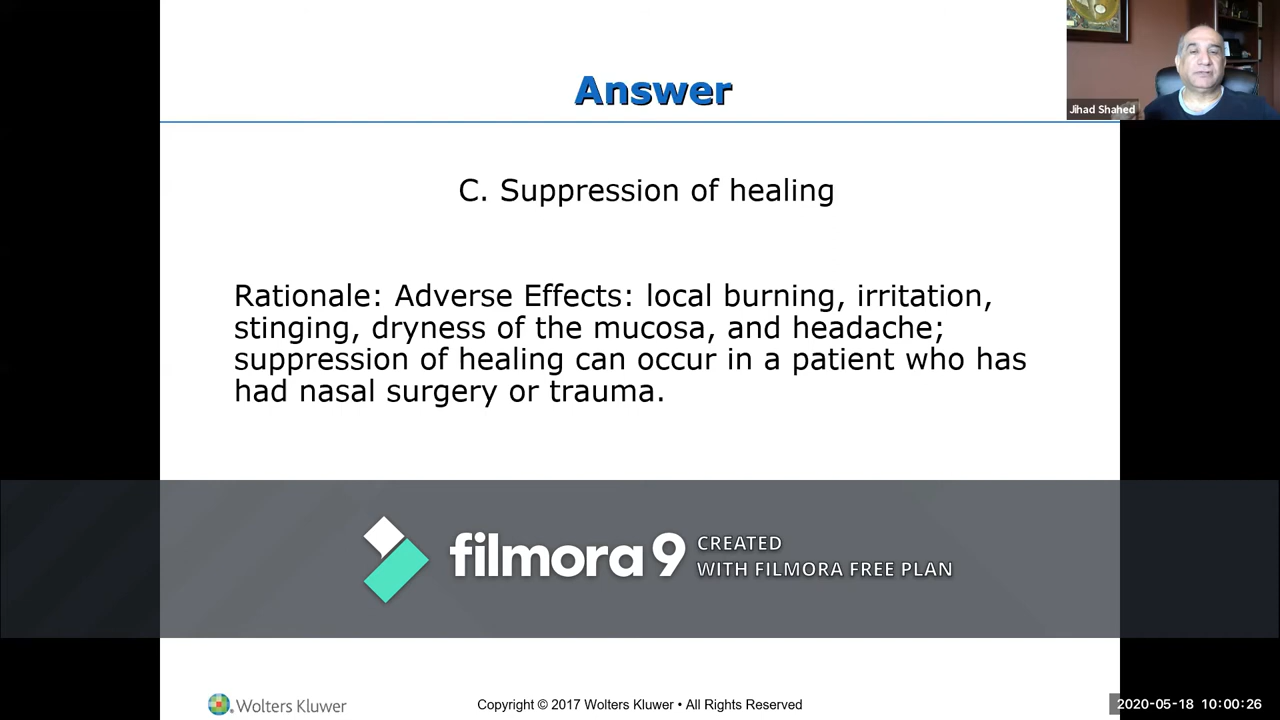 Answer
Jihad Shahed
C. Suppression of healing
Rationale: Adverse Effects: local burning, irritation,
stinging, dryness of the mucosa, and headache;
suppression of healing can occur in a patient who has
had nasal surgery or trauma.
filmora9
CREATED
WITH FILMORA FREE PLAN
Wolters Kluwer
Copyright © 2017 Wolters Kluwer • All Rights Reserved
2020-05-18 10:00:26